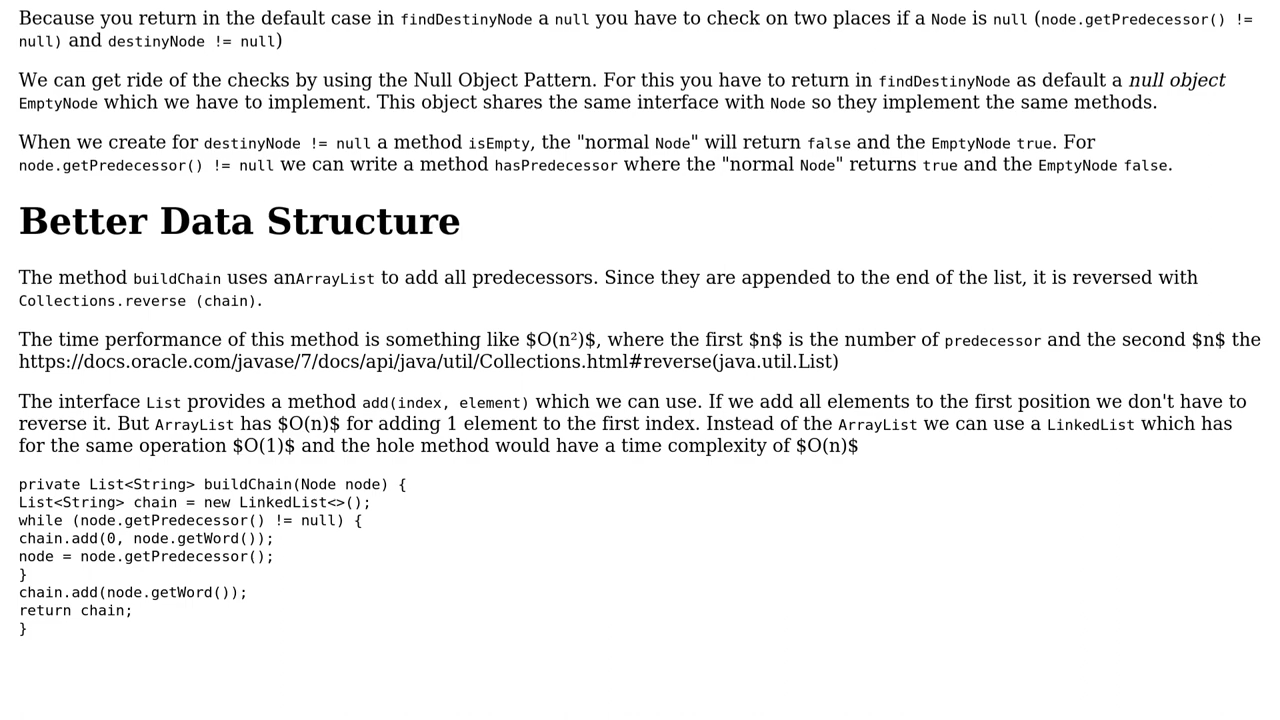 Because you return in the default case in findDestinyNode a null you have to check on two places if a Node is null (node.getPredecessor() !=
null) and destinyNode != null)
We can get ride of the checks by using the Null Object Pattern. For this you have to return in findDestinyNode as default a null object
EmptyNode which we have to implement. This object shares the same interface with Node so they implement the same methods.
When we create for destinyNode != null a method isEmpty, the "normal Node" will return false and the EmptyNode true. For
node.getPredecessor() != null we can write a method hasPredecessor where the "normal Node" returns true and the EmptyNode false.
Better Data Structure
The method buildChain uses anArrayList to add all predecessors. Since they are appended to the end of the list, it is reversed with
Collections.reverse (chain).
The time performance of this method is something like $O(n²)$, where the first $n$ is the number of predecessor and the second $n$ the
https://docs.oracle.com/javase/7/docs/api/java/util/Collections.html#reverse(java.util.List)
The interface List provides a method add(index, element) which we can use. If we add all elements to the first position we don't have to
reverse it. But ArrayList has $O(n)$ for adding 1 element to the first index. Instead of the ArrayList we can use a LinkedList which has
for the same operation $O(1)$ and the hole method would have a time complexity of $O(n)$
private List<String> buildChain(Node node) {
List<String> chain = new LinkedList<>();
while (node.getPredecessor() != null) {
chain.add(0, node.getWord());
node = node.getPredecessor();
}
chain.add(node.getWord());
return chain;
}